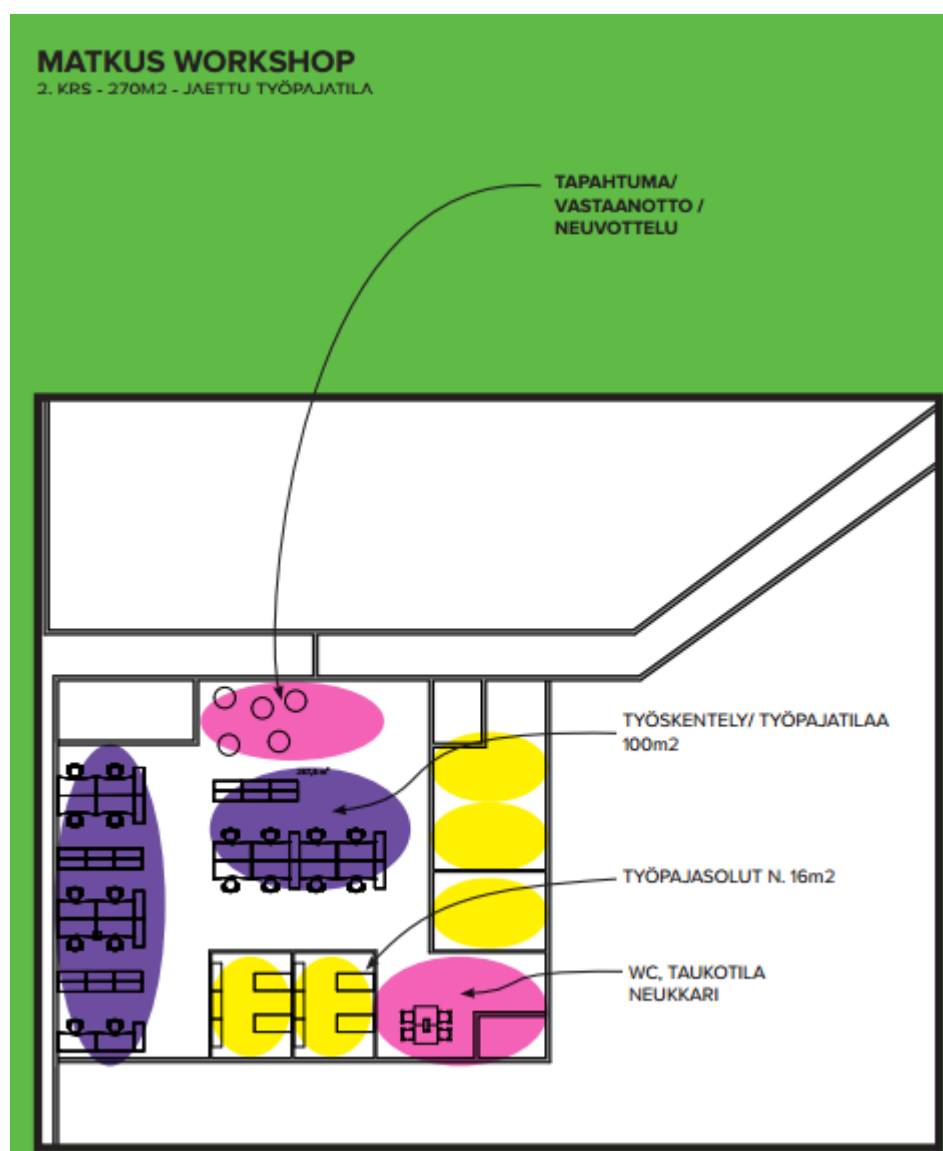 MATKUS WORKSHOP
2. KRS - 270M2 - JAETTU TYÖPAJATILA
TAPAHTUMA/
VASTAANOTTO /
NEUVOTTELU
TYÖSKENTELY/ TYÖPAJATILAA
100m2
TYÖPAJASOLUT N. 16m2
WC, TAUKOTILA
NEUKKARI